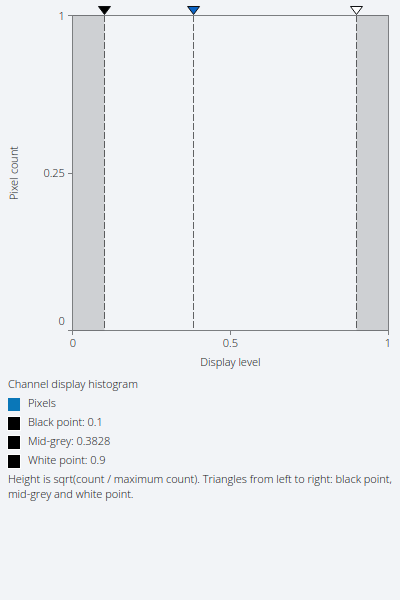 1
Pixel count
0.25
0
0
0.5
1
Display level
Channel display histogram
Pixels
Black point: 0.1
Mid-grey: 0.3828
White point: 0.9
Height is sqrt(count / maximum count). Triangles from left to right: black point,
mid-grey and white point.